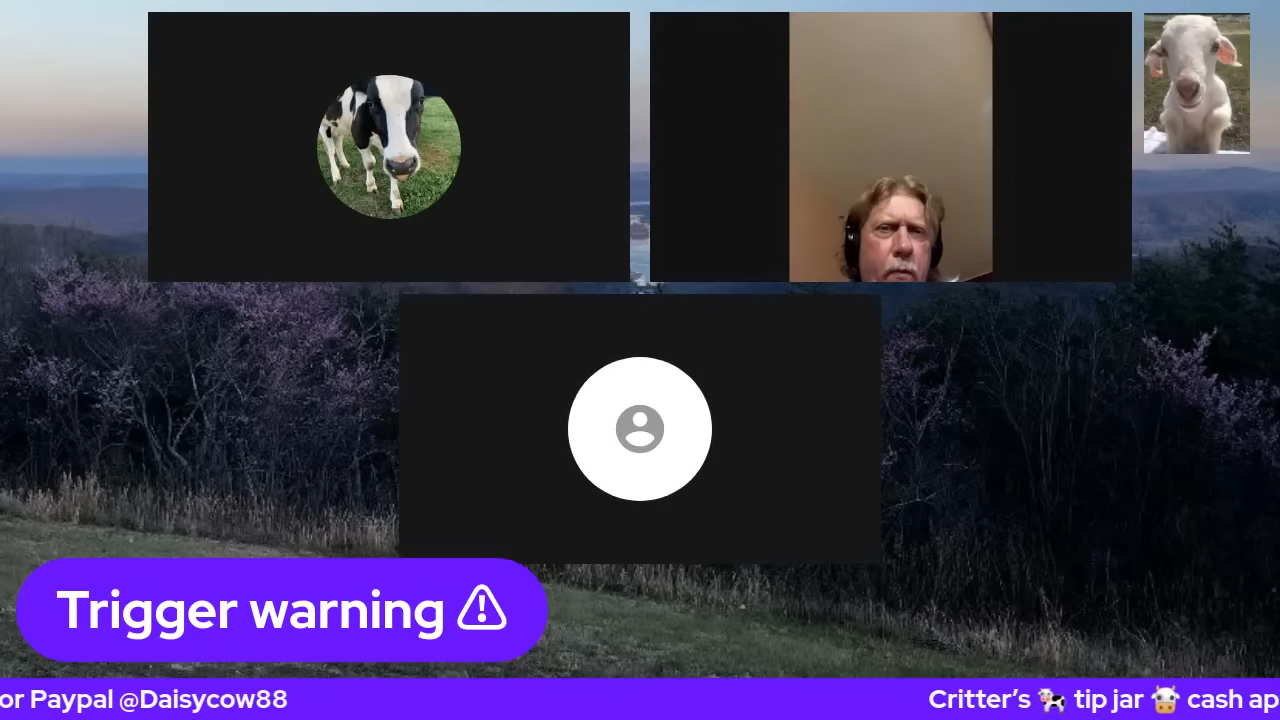 Trigger warning ⚠
or Paypal @Daisycow88
Critter's 🐄 tip jar 🐮 cash ap